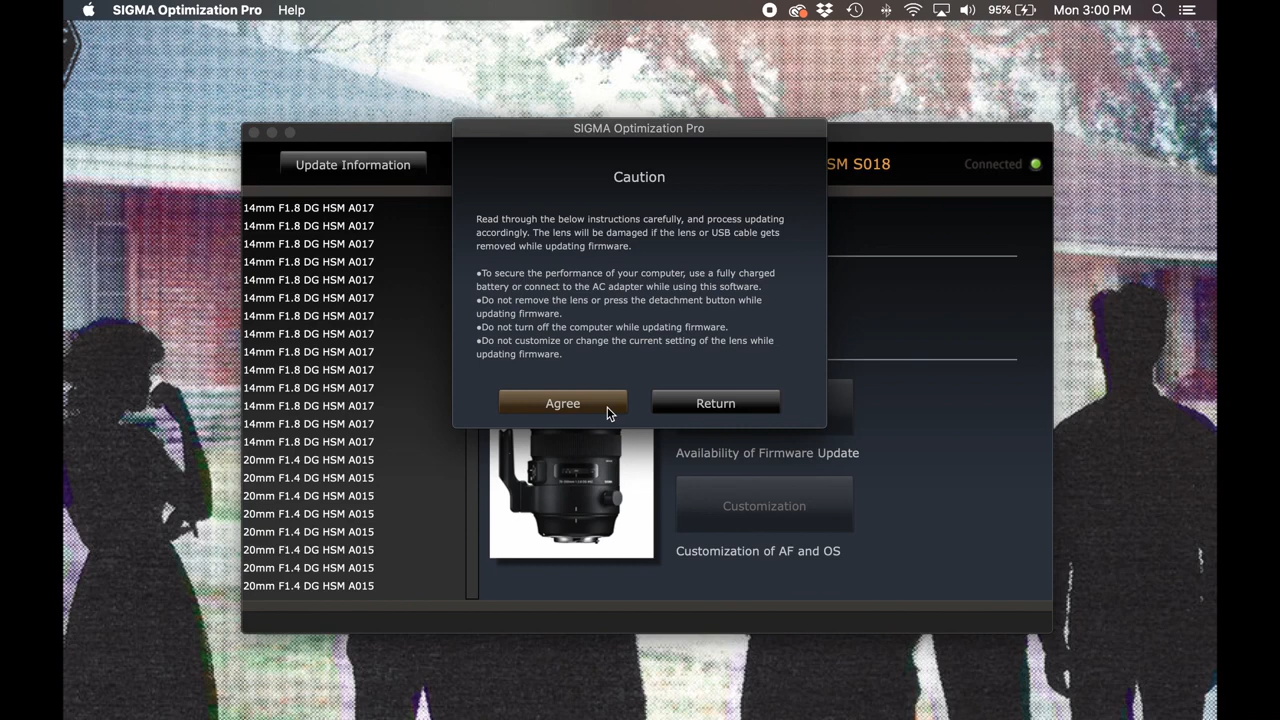 SIGMA Optimization Pro Help 95% Mon 3:00 PM
SIGMA Optimization Pro
Update Information
SM S018
Connected
Caution
Read through the below instructions carefully, and process updating
accordingly. The lens will be damaged if the lens or USB cable gets
removed while updating firmware.
•To secure the performance of your computer, use a fully charged
battery or connect to the AC adapter while using this software.
•Do not remove the lens or press the detachment button while
updating firmware.
•Do not turn off the computer while updating firmware.
•Do not customize or change the current setting of the lens while
updating firmware.
Agree
Return
14mm F1.8 DG HSM A017
14mm F1.8 DG HSM A017
14mm F1.8 DG HSM A017
14mm F1.8 DG HSM A017
14mm F1.8 DG HSM A017
14mm F1.8 DG HSM A017
14mm F1.8 DG HSM A017
14mm F1.8 DG HSM A017
14mm F1.8 DG HSM A017
14mm F1.8 DG HSM A017
14mm F1.8 DG HSM A017
14mm F1.8 DG HSM A017
14mm F1.8 DG HSM A017
14mm F1.8 DG HSM A017
20mm F1.4 DG HSM A015
20mm F1.4 DG HSM A015
20mm F1.4 DG HSM A015
20mm F1.4 DG HSM A015
20mm F1.4 DG HSM A015
20mm F1.4 DG HSM A015
20mm F1.4 DG HSM A015
20mm F1.4 DG HSM A015
Availability of Firmware Update
Customization
Customization of AF and OS